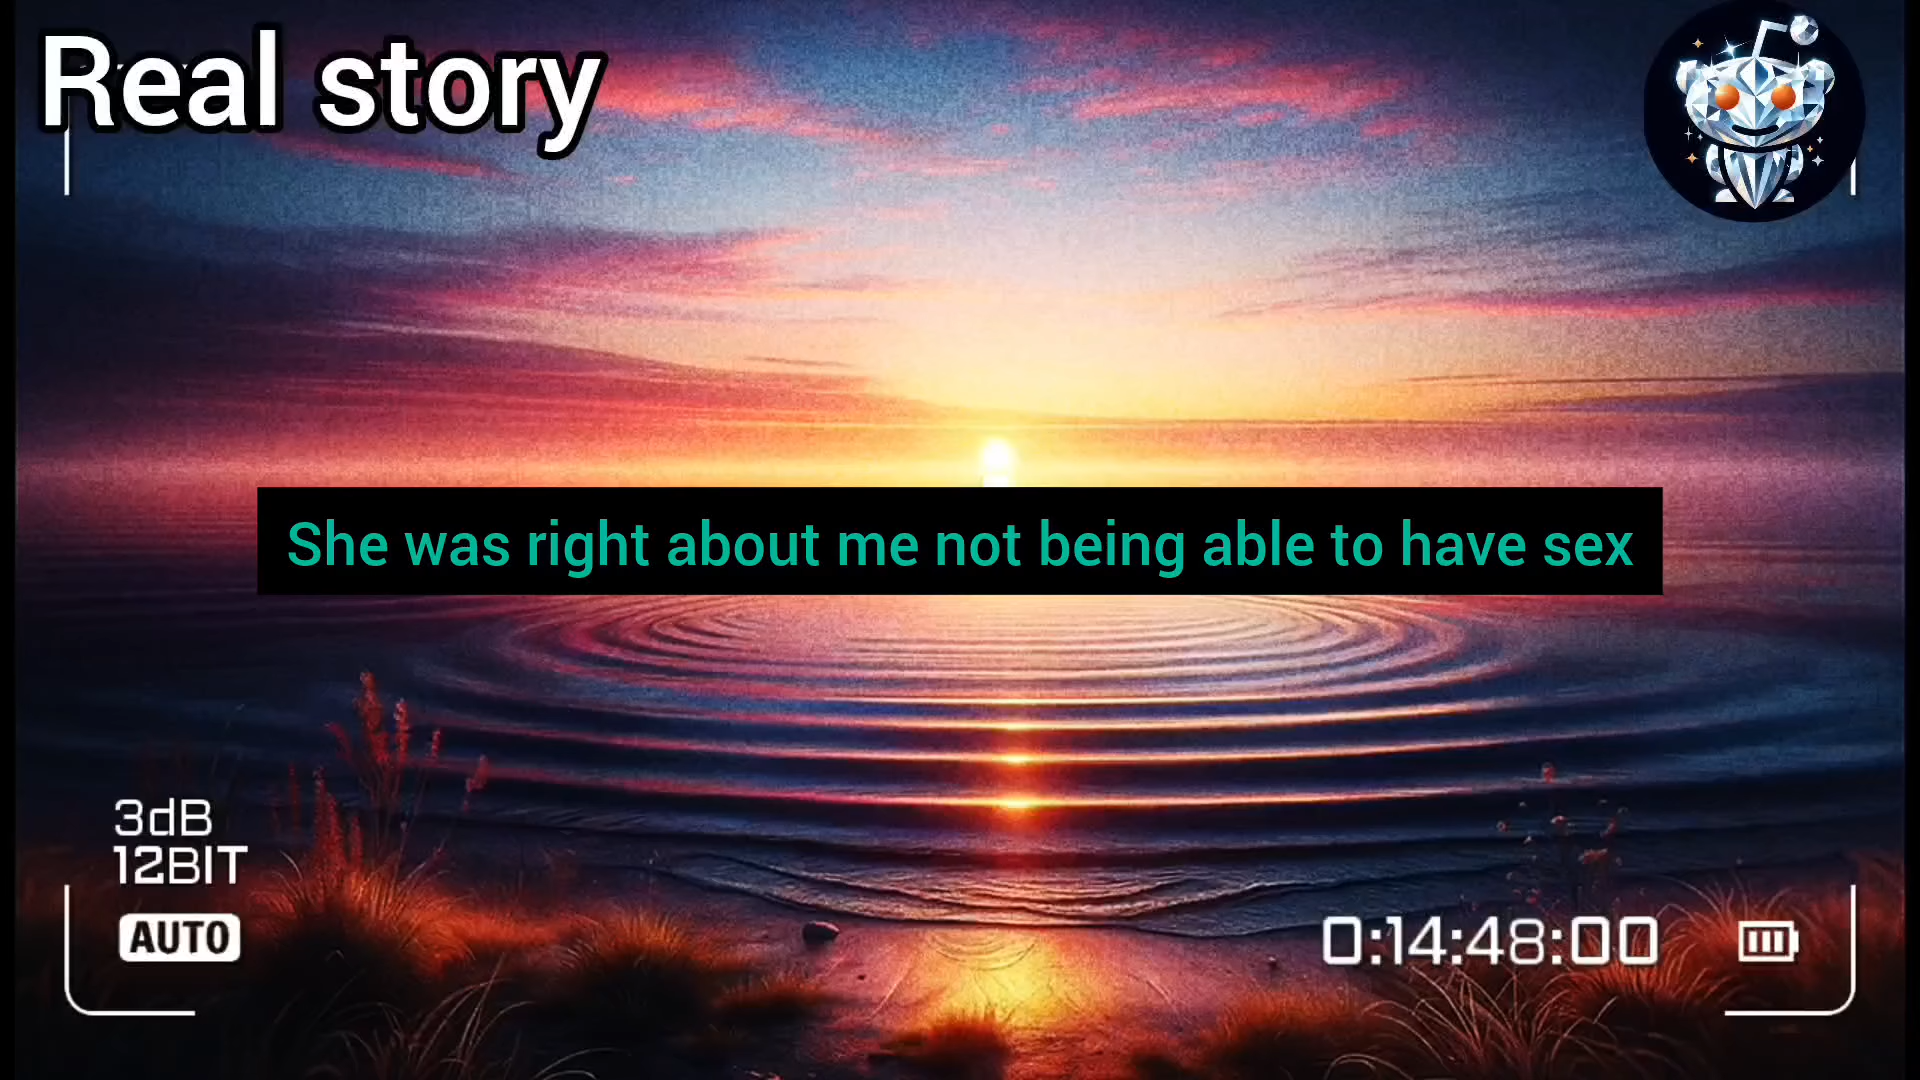 Real story
She was right about me not being able to have sex
3dB
12BIT
AUTO
0:14:48:00